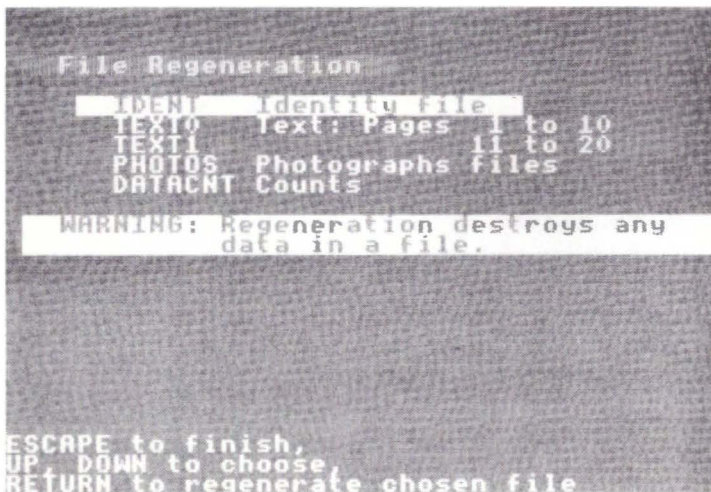 File Regeneration
IDENT Identity file
TEXT0 Text: Pages 1 to 10
TEXT1 11 to 20
PHOTOS Photographs files
DATACNT Counts
WARNING: Regeneration destroys any
data in a file.
ESCAPE to finish,
UP, DOWN to choose,
RETURN to regenerate chosen file